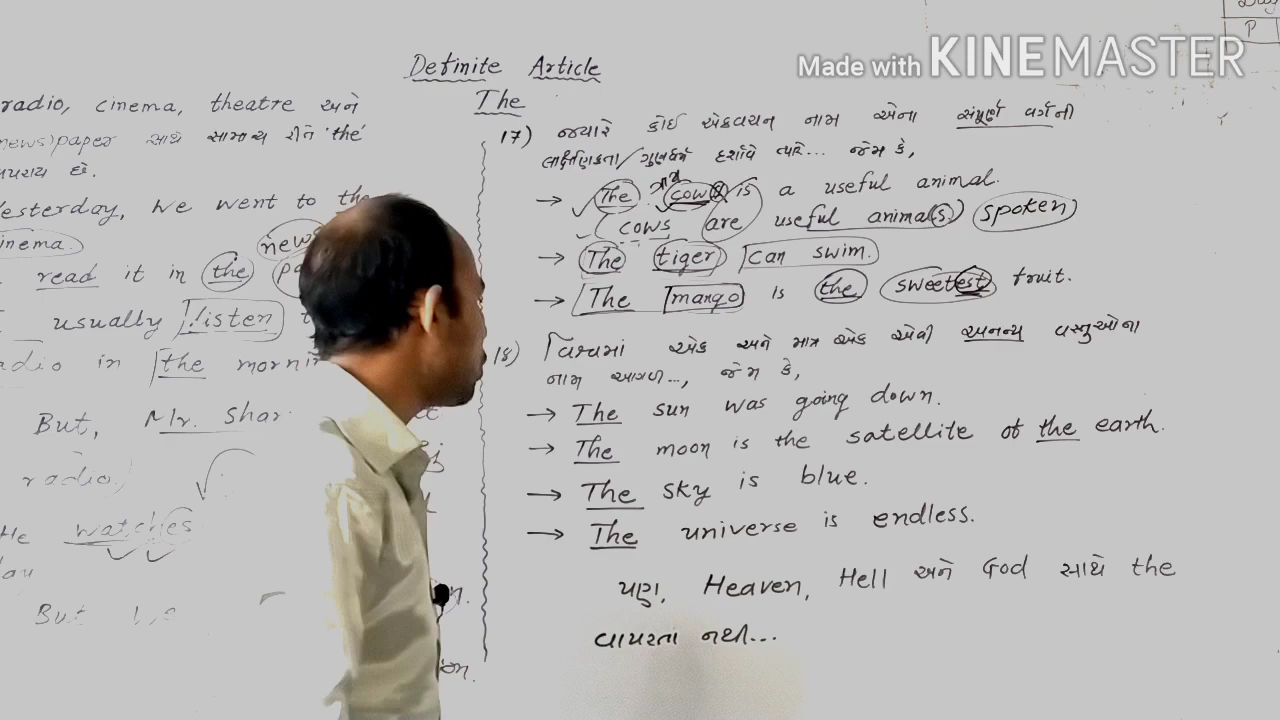 Made with KINEMASTER
P
Definite Article
The
radio, cinema, theatre અને
newspaper સાથે સામાન્ય રીતે 'the'
વપરાય છે.
Yesterday, we went to the
cinema.
news
read it in the
usually listen
radio in the
But, Mr. Shar
radio.)
He watches
But
17) જ્યારે કોઈ એકવચન નામ એના સંપૂર્ણ વર્ગની
લાક્ષણિકતા/ગુણધર્મ દર્શાવે ત્યારે... જેમ કે,
ગાય
→ The cow is a useful animal.
cows are useful animals) spoken
→ The tiger can swim.
→ The mango is the sweetest fruit.
18) વિશ્વમાં એક અને માત્ર એક એવી અનન્ય વસ્તુઓના
નામ આગળ..., જેમ કે,
→ The sun was going down.
→ The moon is the satellite of the earth.
→ The sky is blue.
→ The universe is endless.
પણ, Heaven, Hell અને God સાથે the
વાપરતા નથી...